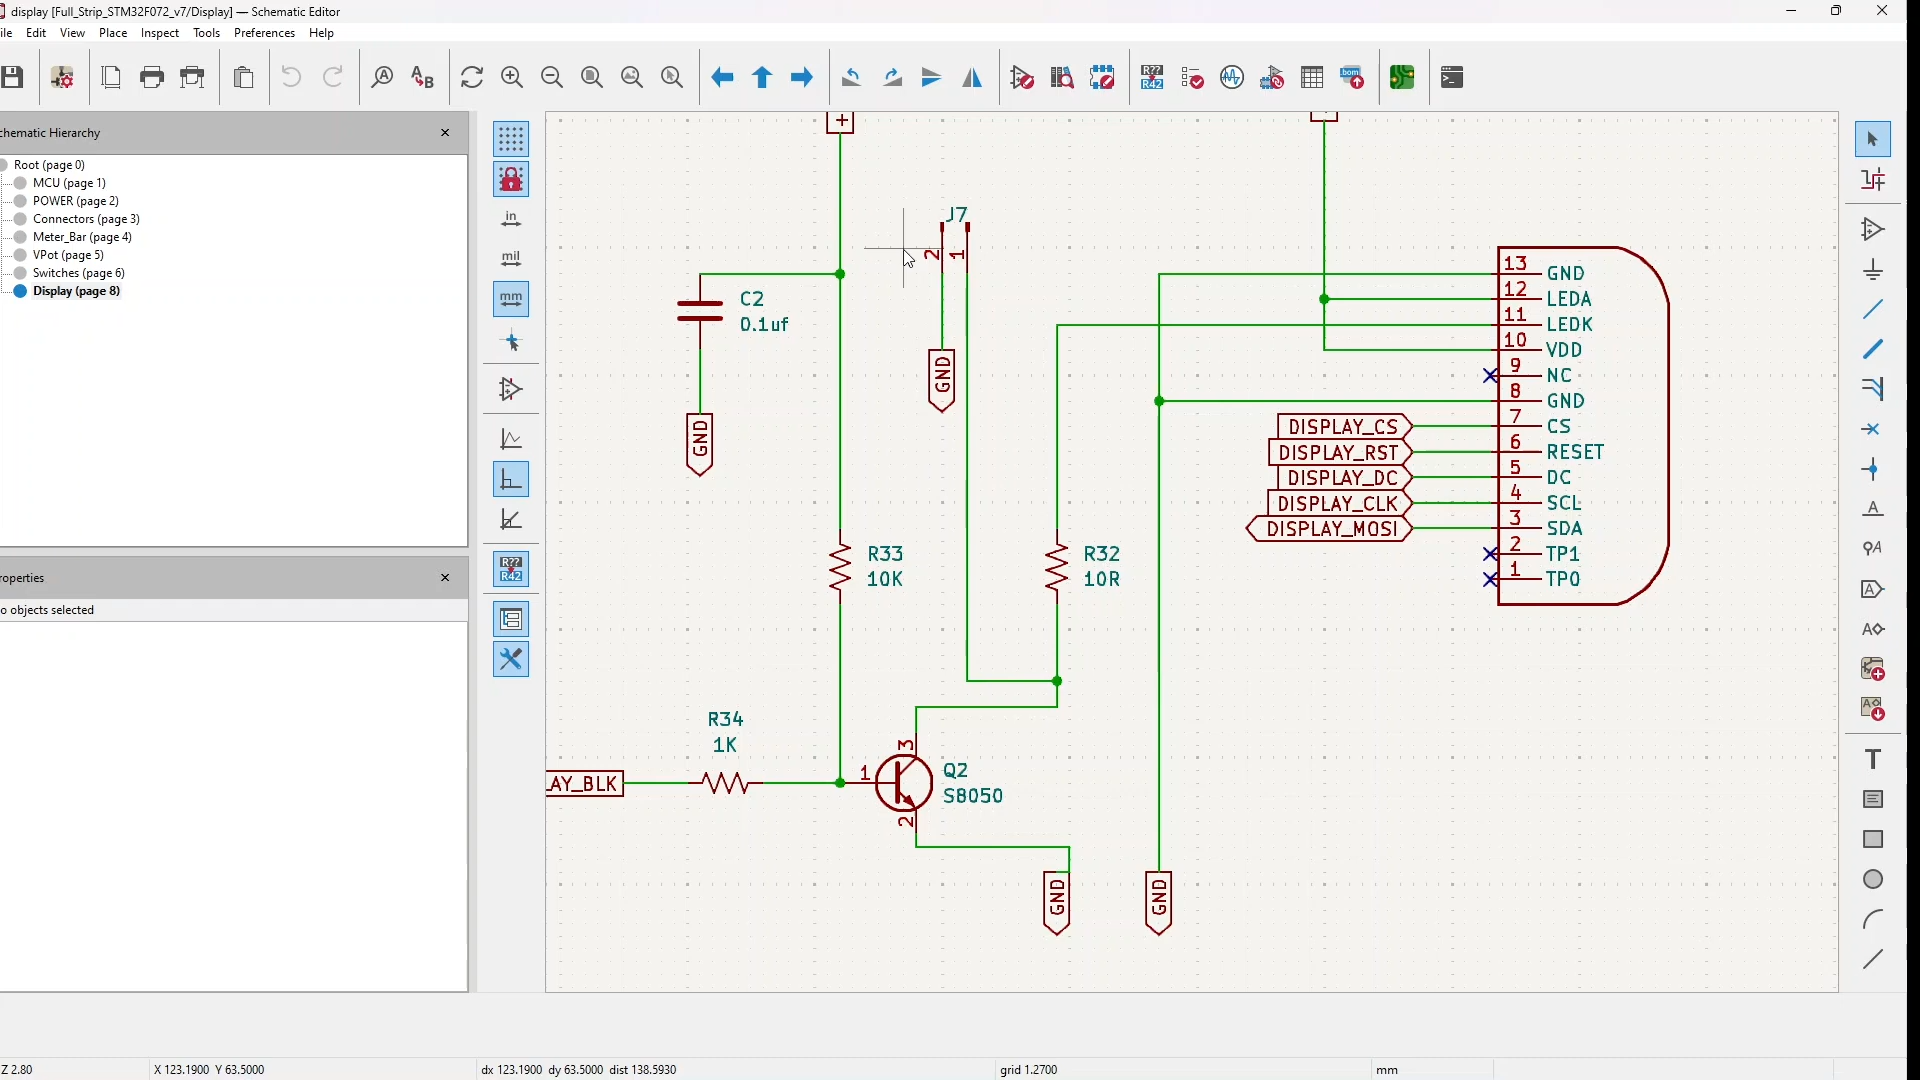 display [Full_Strip_STM32F072_v7/Display] — Schematic Editor
ile Edit View Place Inspect Tools Preferences Help
A
A B
R??
R42
bom
chematic Hierarchy
Root (page 0)
MCU (page 1)
POWER (page 2)
Connectors (page 3)
Meter_Bar (page 4)
VPot (page 5)
Switches (page 6)
Display (page 8)
roperties
o objects selected
in
mil
mm
R??
R42
+
J7
2 1
C2
0.1uf
GND
GND
R33
10K
R32
10R
R34
1K
AY_BLK
1
3
2
Q2
S8050
GND
GND
13 GND
12 LEDA
11 LEDK
10 VDD
9 NC
8 GND
DISPLAY_CS 7 CS
DISPLAY_RST 6 RESET
DISPLAY_DC 5 DC
DISPLAY_CLK 4 SCL
DISPLAY_MOSI 3 SDA
2 TP1
1 TP0
A
A
A
A
A
T
Z 2.80 X 123.1900 Y 63.5000 dx 123.1900 dy 63.5000 dist 138.5930 grid 1.2700 mm